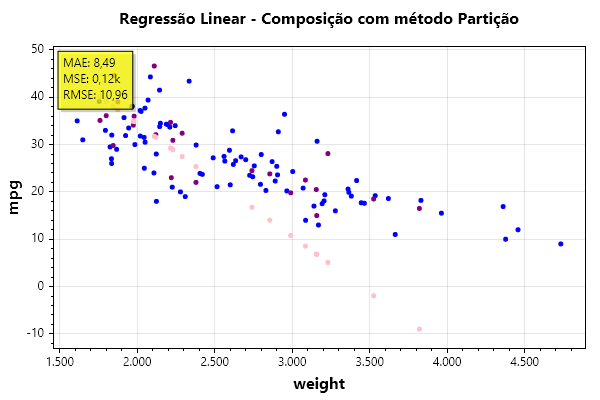 Regressão Linear - Composição com método Partição
MAE: 8,49
MSE: 0,12k
RMSE: 10,96
50
40
30
20
10
0
-10
mpg
1.500
2.000
2.500
3.000
3.500
4.000
4.500
weight